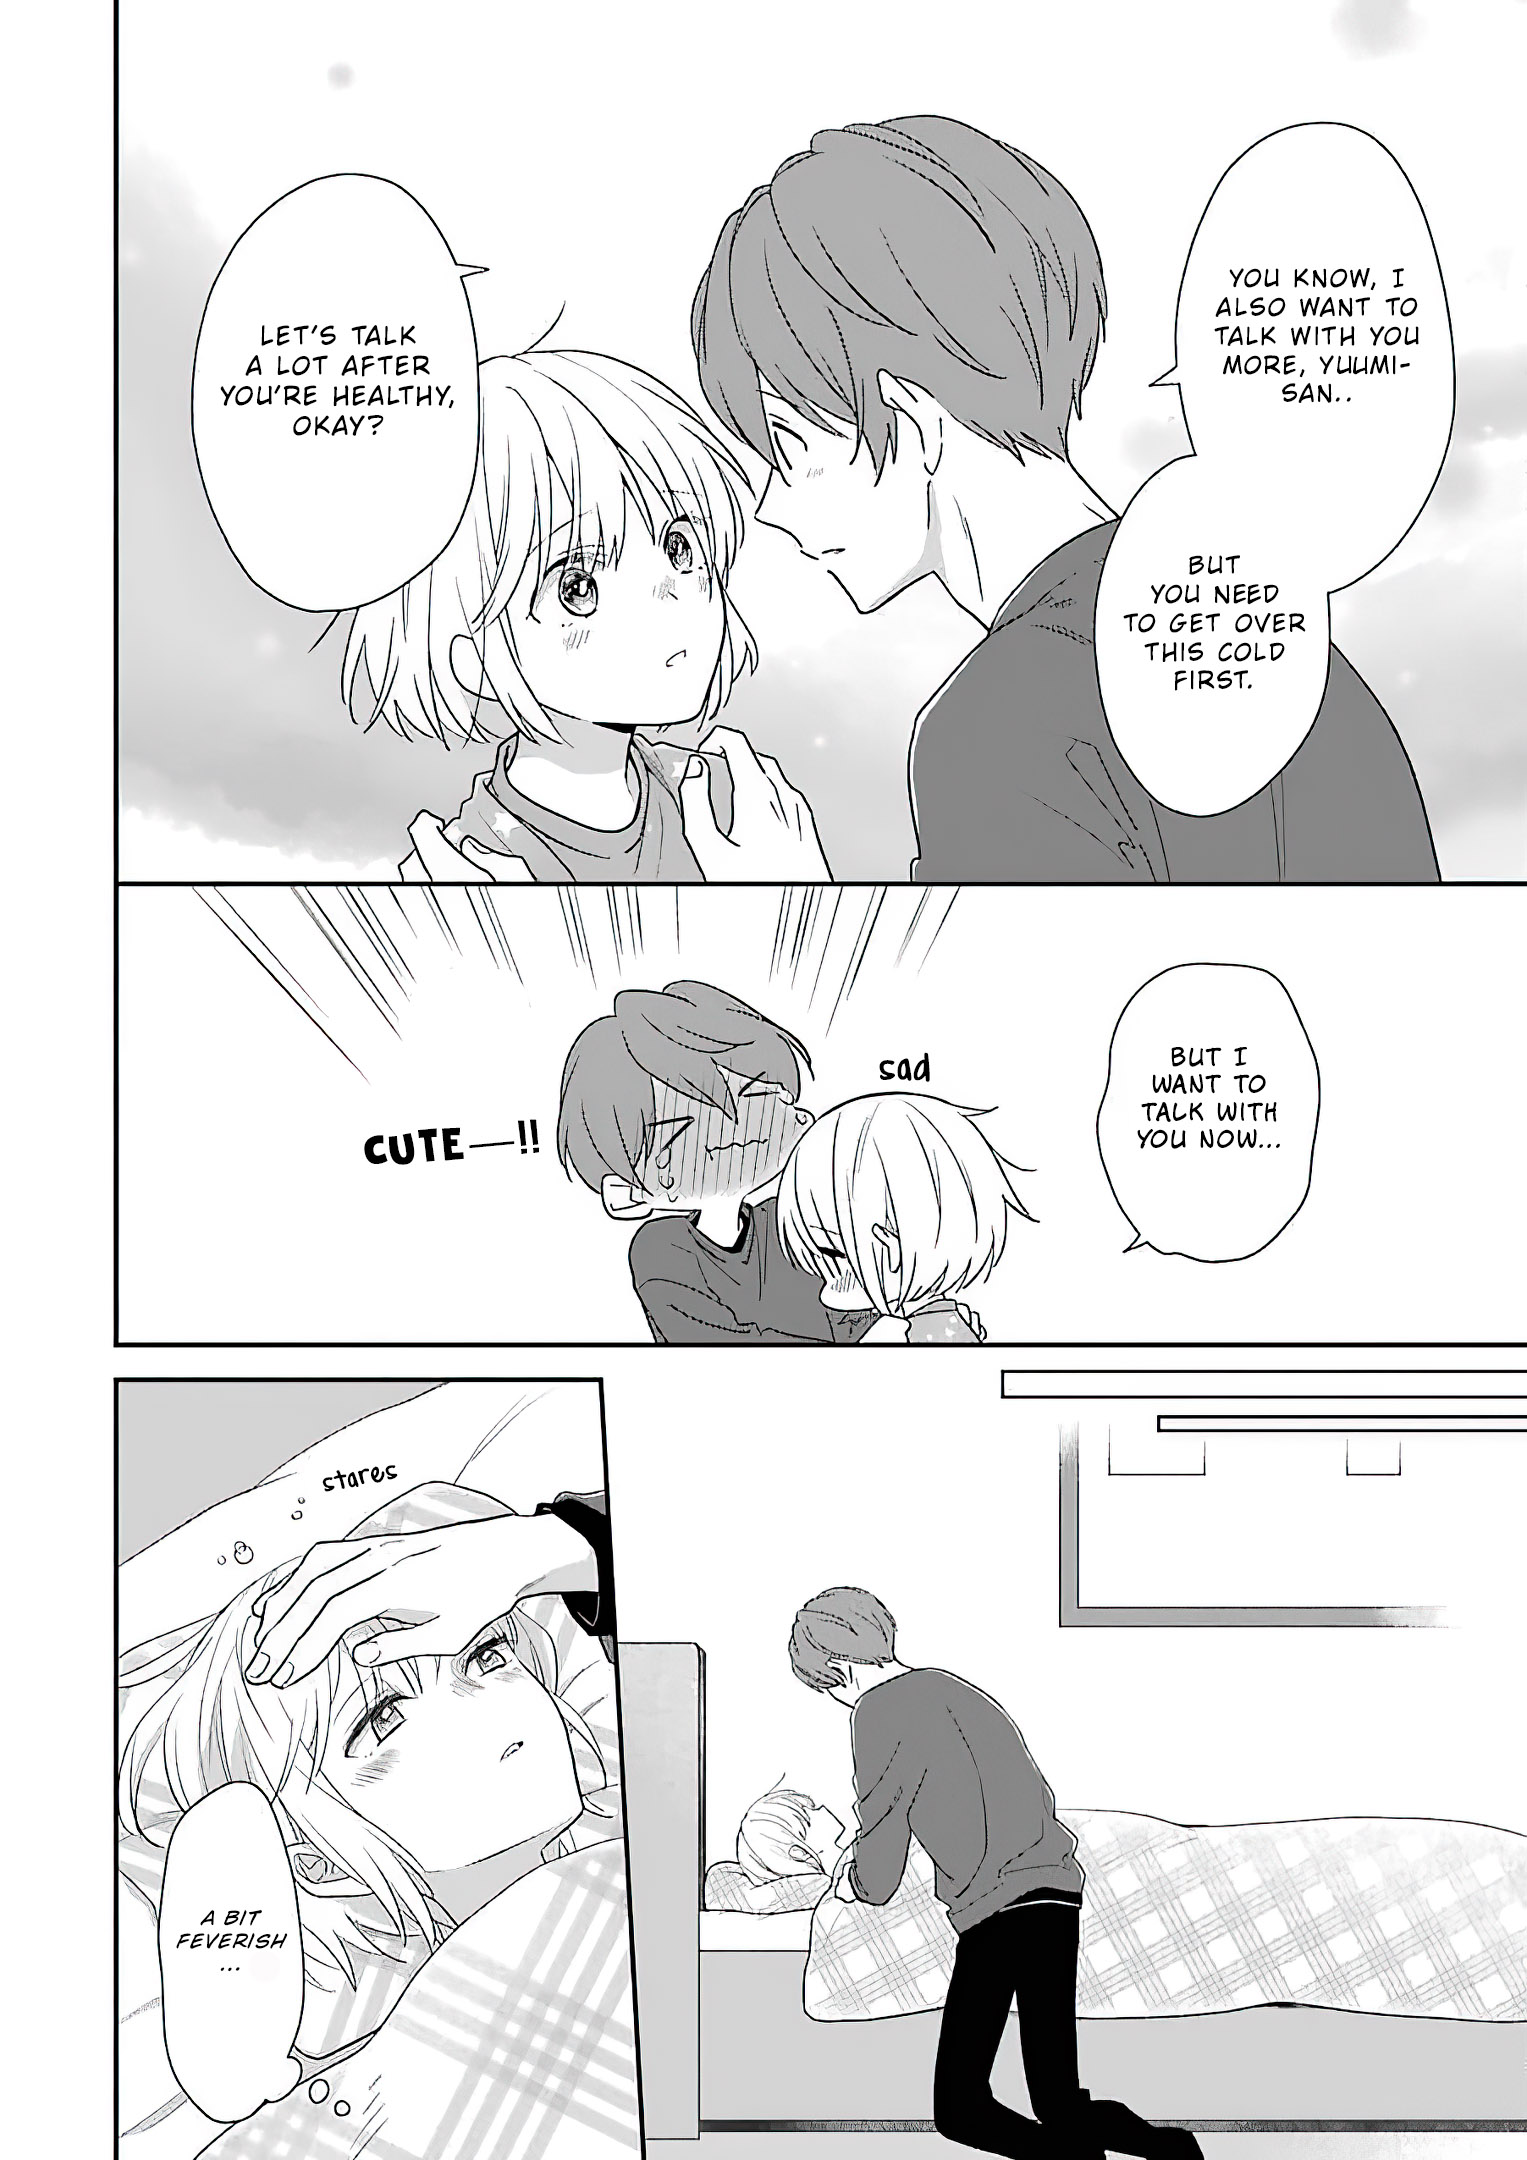 YOU KNOW, I
ALSO WANT TO
TALK WITH YOU
MORE, YUUMI-
SAN..
BUT
YOU NEED
TO GET OVER
THIS COLD
FIRST.
LET'S TALK
A LOT AFTER
YOU'RE HEALTHY,
OKAY?
BUT I
WANT TO
TALK WITH
YOU NOW...
sad
CUTE—!!
stares
A BIT
FEVERISH
...